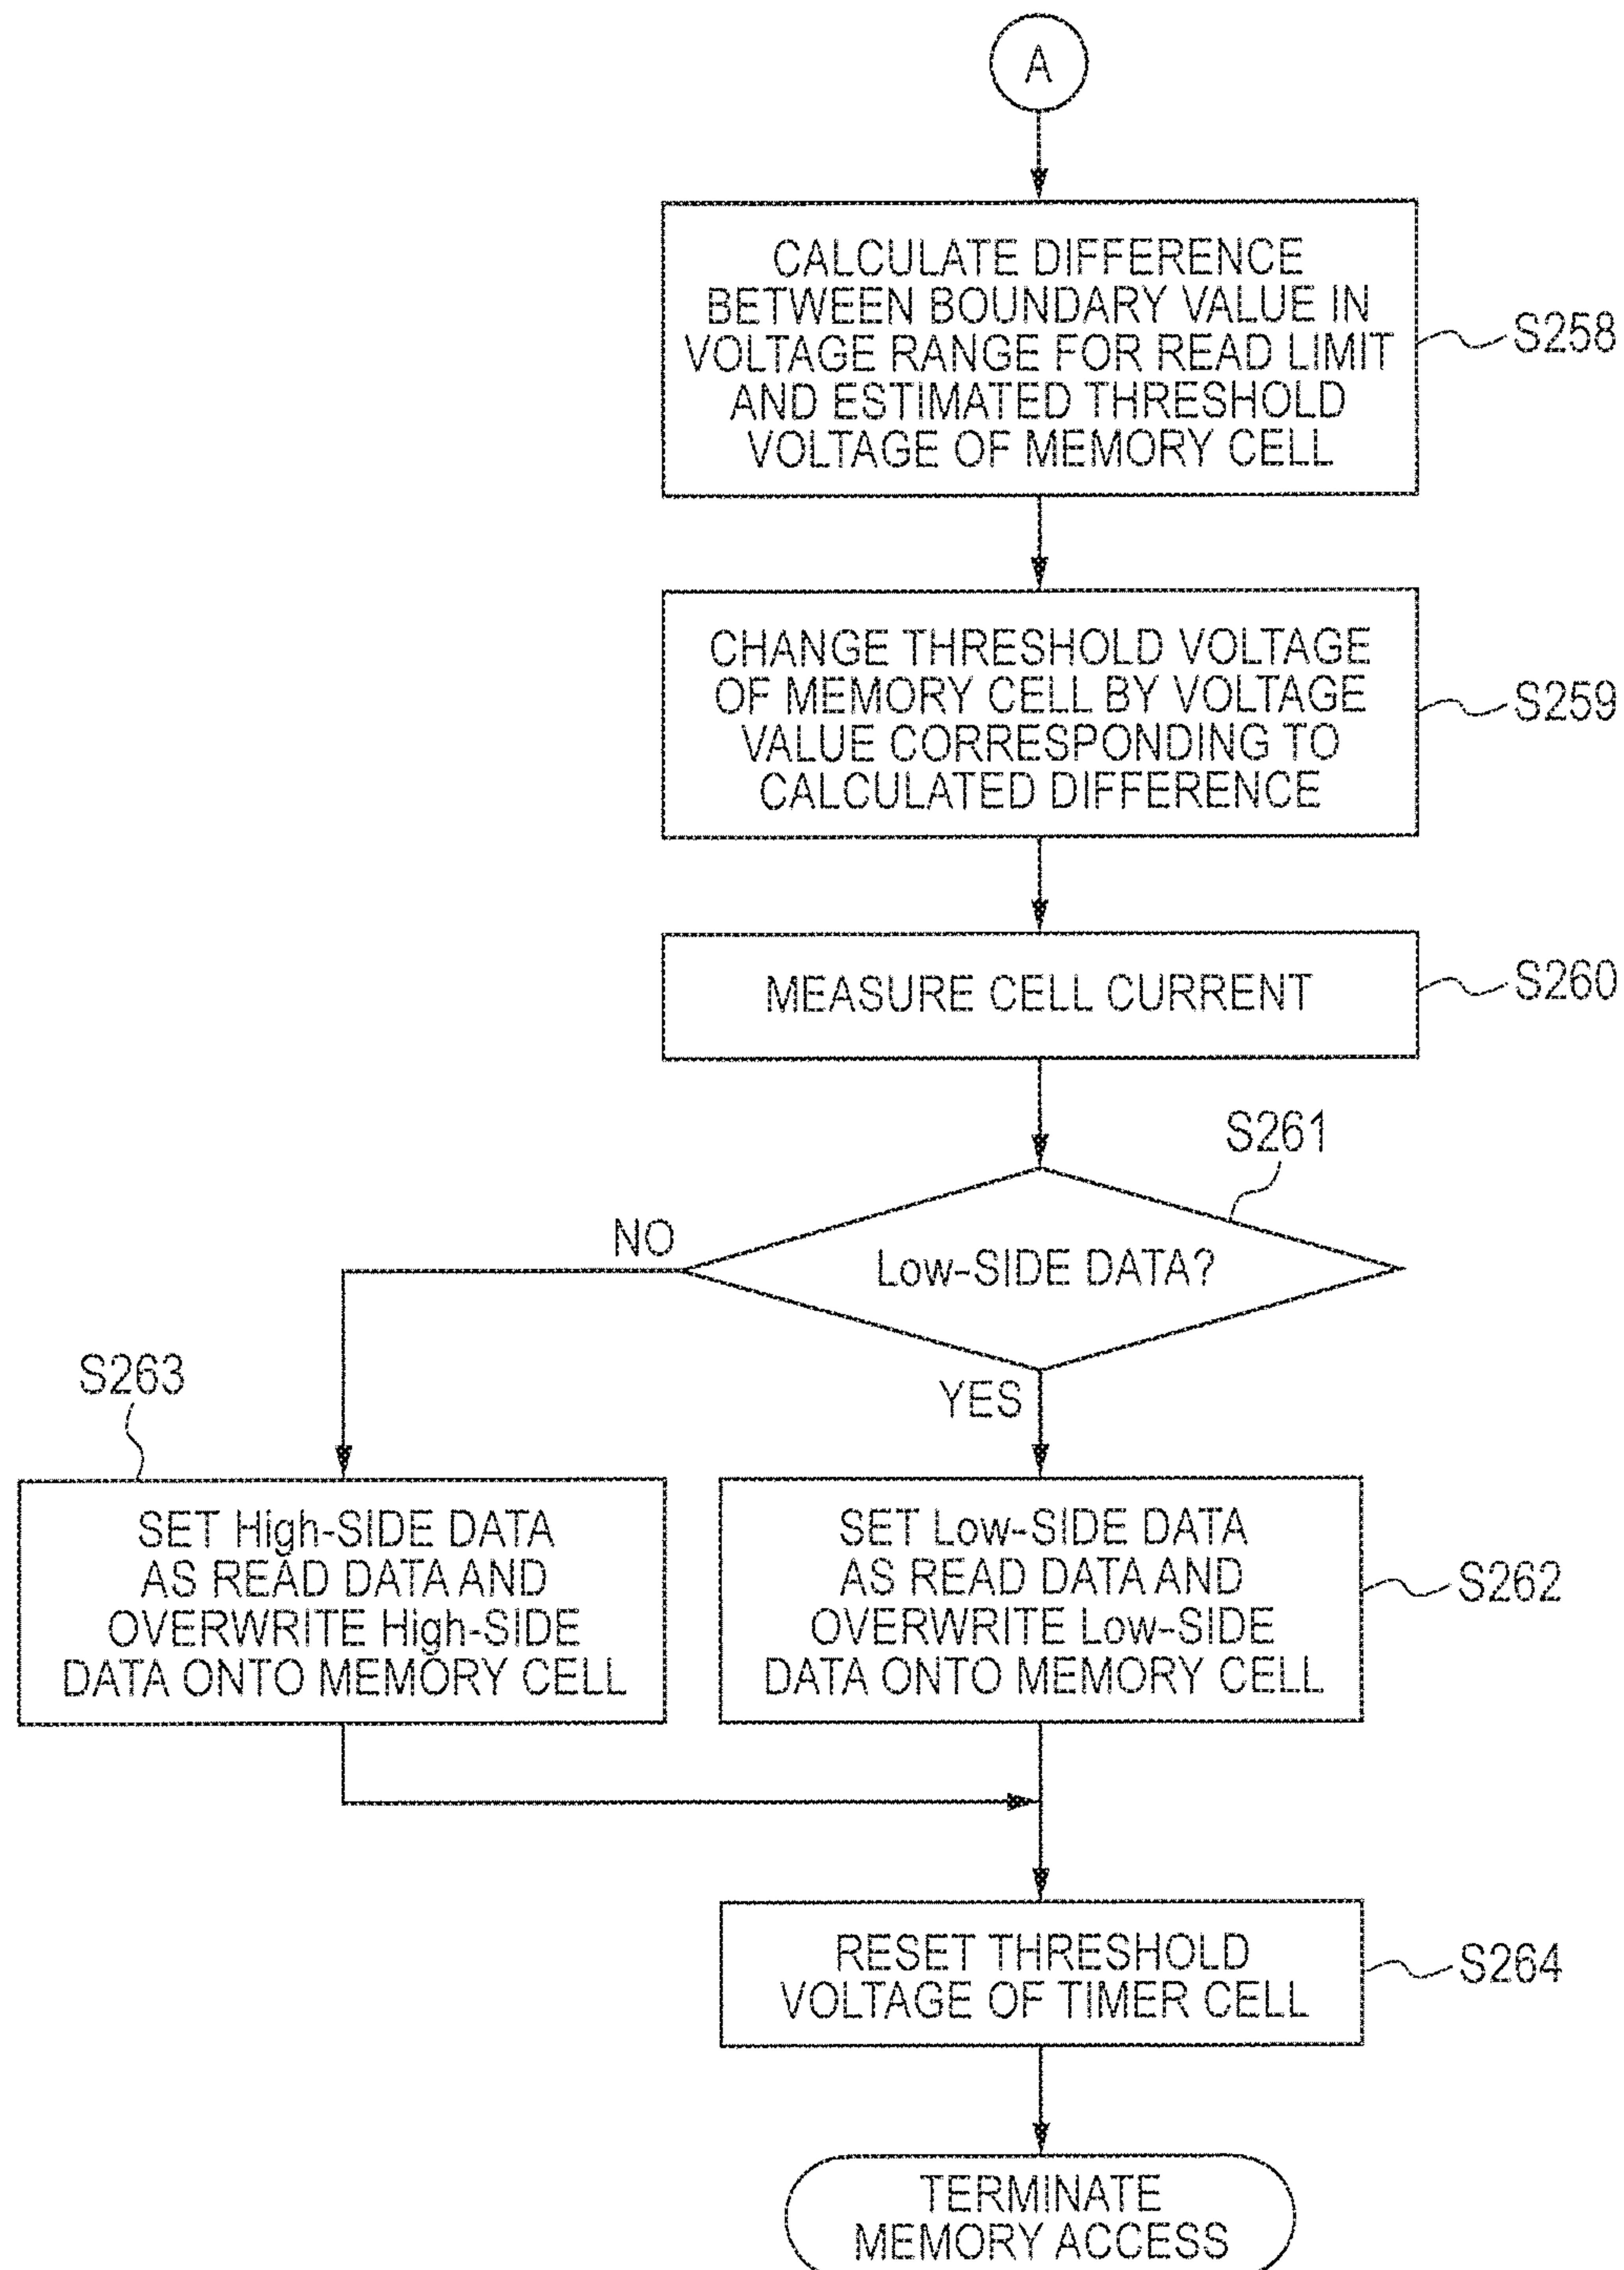 A
CALCULATE DIFFERENCE
BETWEEN BOUNDARY VALUE IN
VOLTAGE RANGE FOR READ LIMIT
AND ESTIMATED THRESHOLD
VOLTAGE OF MEMORY CELL
S258
CHANGE THRESHOLD VOLTAGE
OF MEMORY CELL BY VOLTAGE
VALUE CORRESPONDING TO
CALCULATED DIFFERENCE
S259
MEASURE CELL CURRENT
S260
S261
Low-SIDE DATA?
NO
YES
S263
SET High-SIDE DATA
AS READ DATA AND
OVERWRITE High-SIDE
DATA ONTO MEMORY CELL
SET Low-SIDE DATA
AS READ DATA AND
OVERWRITE Low-SIDE
DATA ONTO MEMORY CELL
S262
RESET THRESHOLD
VOLTAGE OF TIMER CELL
S264
TERMINATE
MEMORY ACCESS